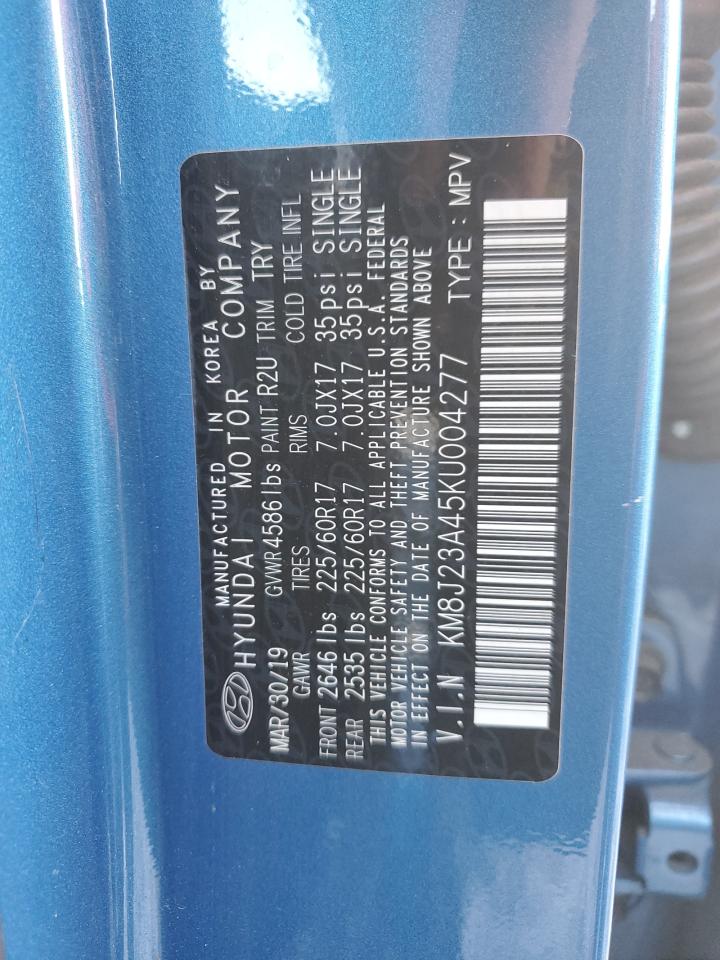 MANUFACTURED IN KOREA BY
HYUNDAI MOTOR COMPANY
MAR/30/19 GVWR 4586 lbs PAINT R2U TRIM TRY
GAWR TIRES RIMS COLD TIRE INFL
FRONT 2646 lbs 225/60R17 7.0JX17 35psi SINGLE
REAR 2535 lbs 225/60R17 7.0JX17 35psi SINGLE
THIS VEHICLE CONFORMS TO ALL APPLICABLE U.S.A. FEDERAL
MOTOR VEHICLE SAFETY AND THEFT PREVENTION STANDARDS
IN EFFECT ON THE DATE OF MANUFACTURE SHOWN ABOVE
V.I.N KM8J23A45KU004277 TYPE : MPV